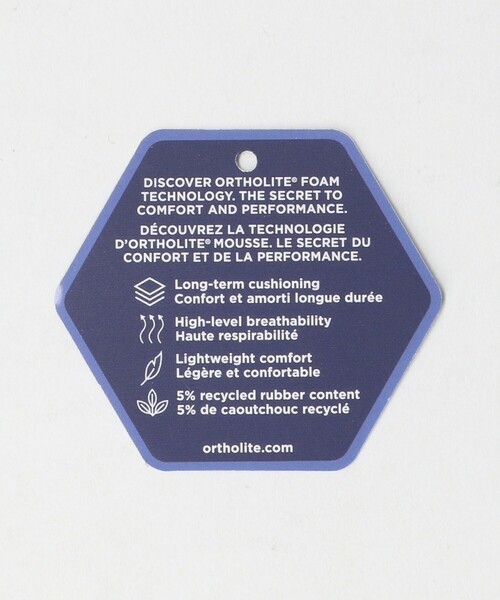 DISCOVER ORTHOLITE® FOAM
TECHNOLOGY. THE SECRET TO
COMFORT AND PERFORMANCE.
DÉCOUVREZ LA TECHNOLOGIE
D'ORTHOLITE® MOUSSE. LE SECRET DU
CONFORT ET DE LA PERFORMANCE.
Long-term cushioning
Confort et amorti longue durée
High-level breathability
Haute respirabilité
Lightweight comfort
Légère et confortable
5% recycled rubber content
5% de caoutchouc recyclé
ortholite.com